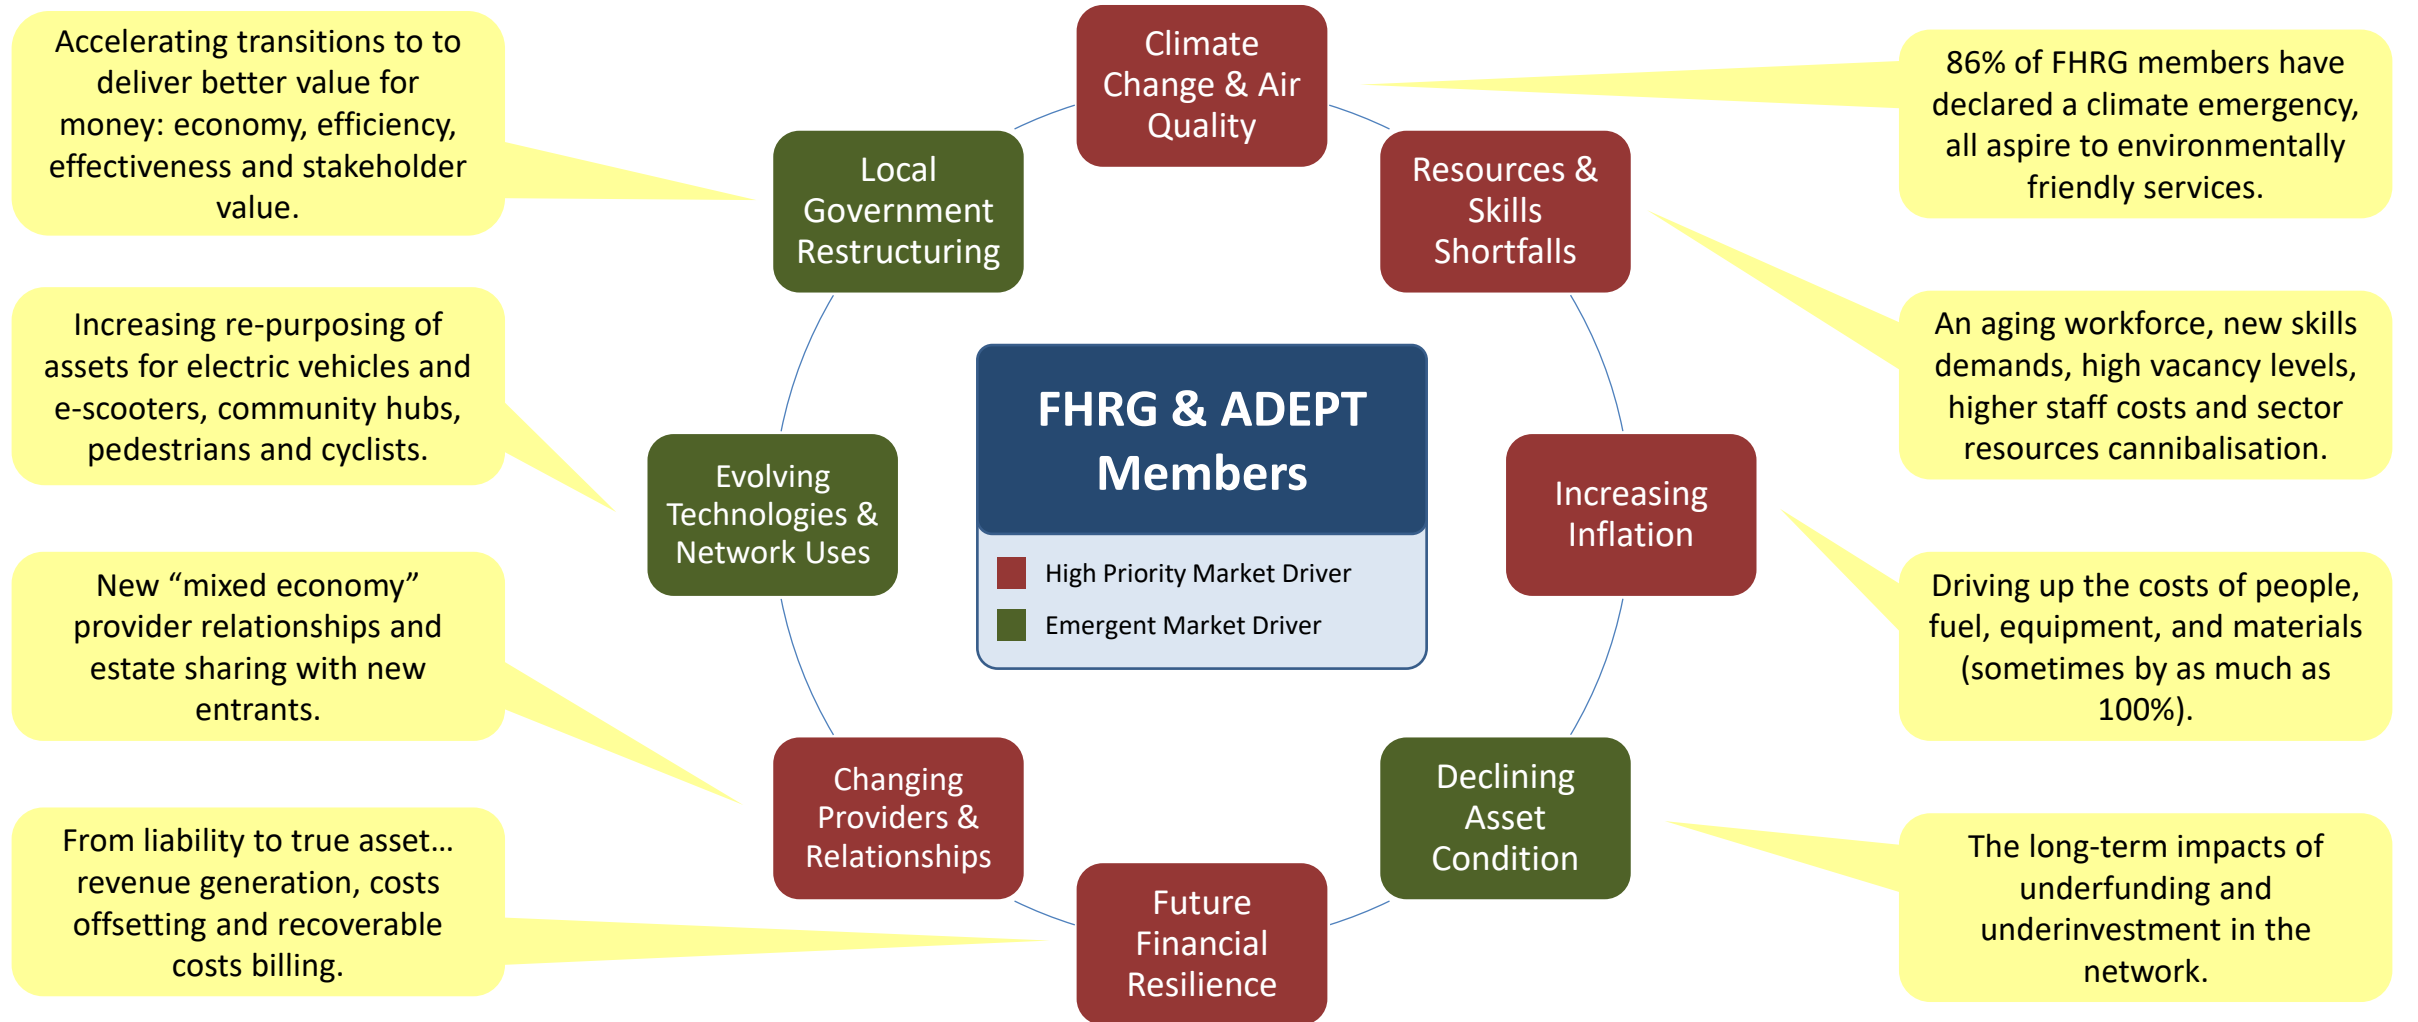 Accelerating transitions to to
deliver better value for
money: economy, efficiency,
effectiveness and stakeholder
value.
Increasing re-purposing of
assets for electric vehicles and
e-scooters, community hubs,
pedestrians and cyclists.
New “mixed economy”
provider relationships and
estate sharing with new
entrants.
From liability to true asset…
revenue generation, costs
offsetting and recoverable
costs billing.
Climate
Change & Air
Quality
Resources &
Skills
Shortfalls
Increasing
Inflation
Declining
Asset
Condition
Future
Financial
Resilience
Changing
Providers &
Relationships
Evolving
Technologies &
Network Uses
Local
Government
Restructuring
FHRG & ADEPT
Members
High Priority Market Driver
Emergent Market Driver
86% of FHRG members have
declared a climate emergency,
all aspire to environmentally
friendly services.
An aging workforce, new skills
demands, high vacancy levels,
higher staff costs and sector
resources cannibalisation.
Driving up the costs of people,
fuel, equipment, and materials
(sometimes by as much as
100%).
The long-term impacts of
underfunding and
underinvestment in the
network.